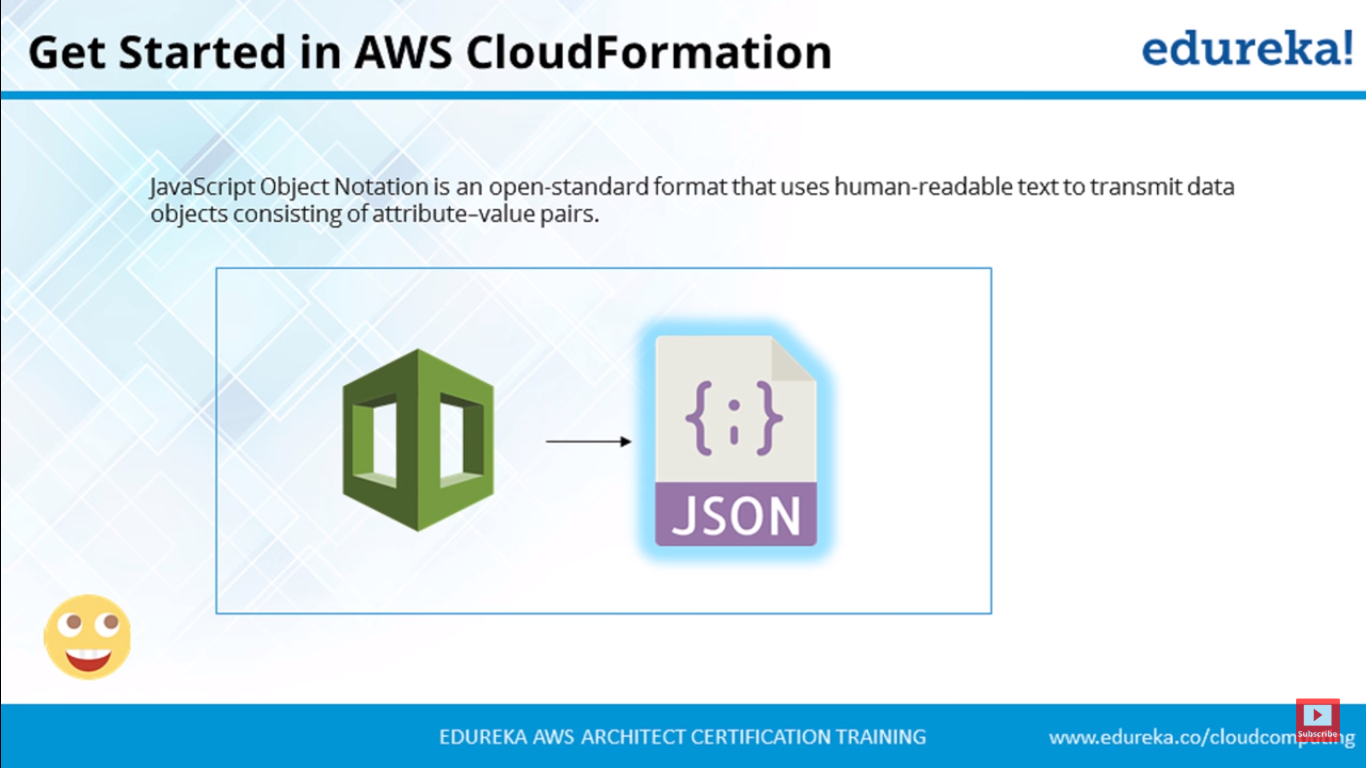 Get Started in AWS CloudFormation
edureka!
JavaScript Object Notation is an open-standard format that uses human-readable text to transmit data
objects consisting of attribute–value pairs.
{;}
JSON
EDUREKA AWS ARCHITECT CERTIFICATION TRAINING
www.edureka.co/cloudcomputing
Subscribe